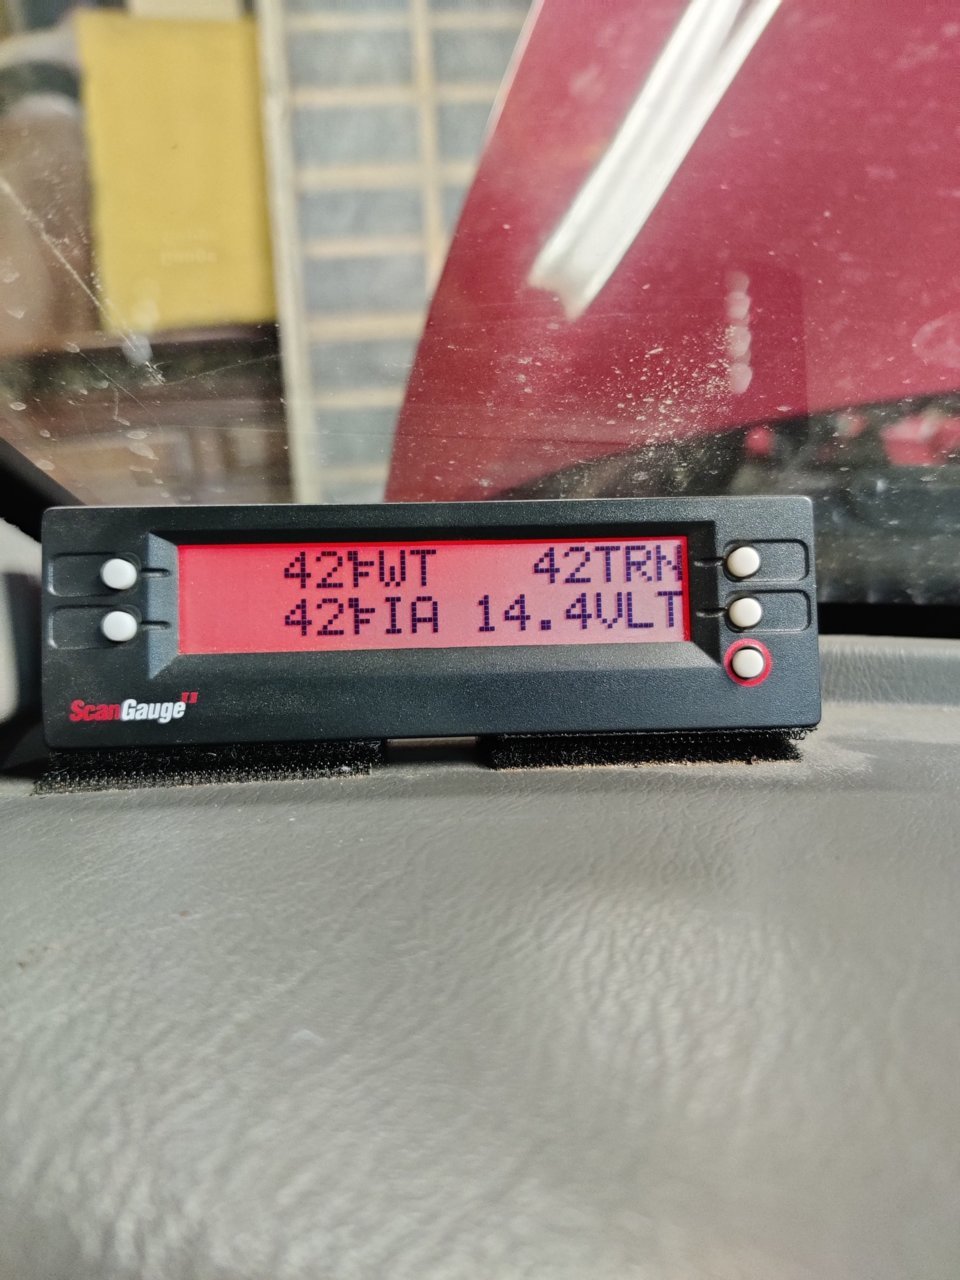 42°FWT 42TRN
42°FIA 14.4VLT
ScanGauge II